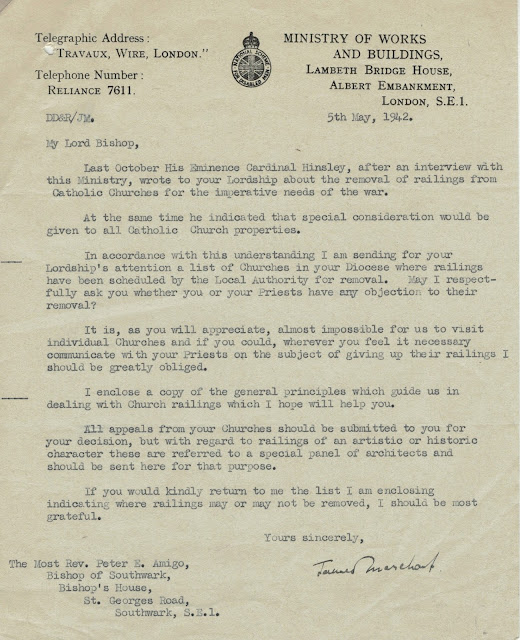 Telegraphic Address:
"Travaux, Wire, London."
Telephone Number:
Reliance 7611.
MINISTRY OF WORKS
AND BUILDINGS,
Lambeth Bridge House,
Albert Embankment,
London, S.E.1.
DD&R/JM.
5th May, 1942.
My Lord Bishop,
Last October His Eminence Cardinal Hinsley, after an interview with
this Ministry, wrote to your Lordship about the removal of railings from
Catholic Churches for the imperative needs of the war.
At the same time he indicated that special consideration would be
given to all Catholic Church properties.
In accordance with this understanding I am sending for your
Lordship's attention a list of Churches in your Diocese where railings
have been scheduled by the Local Authority for removal. May I respect-
fully ask you whether you or your Priests have any objection to their
removal?
It is, as you will appreciate, almost impossible for us to visit
individual Churches and if you could, wherever you feel it necessary
communicate with your Priests on the subject of giving up their railings I
should be greatly obliged.
I enclose a copy of the general principles which guide us in
dealing with Church railings which I hope will help you.
All appeals from your Churches should be submitted to you for
your decision, but with regard to railings of an artistic or historic
character these are referred to a special panel of architects and
should be sent here for that purpose.
If you would kindly return to me the list I am enclosing
indicating where railings may or may not be removed, I should be most
grateful.
Yours sincerely,
James Marchant
The Most Rev. Peter E. Amigo,
Bishop of Southwark,
Bishop's House,
St. Georges Road,
Southwark, S.E.1.